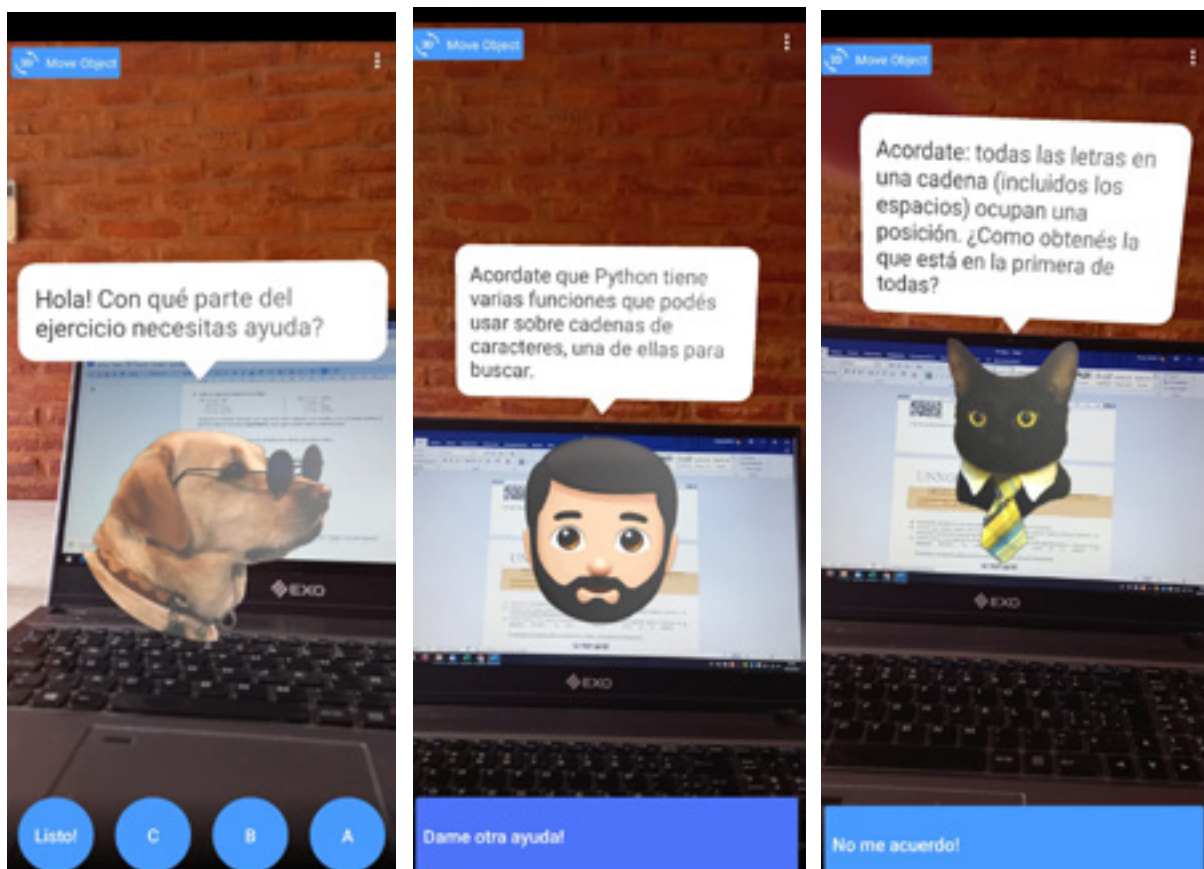 Move Object
Hola! Con qué parte del
ejercicio necesitas ayuda?
EXO
Listo!
C
B
A
Move Object
Acordate que Python tiene
varias funciones que podés
usar sobre cadenas de
caracteres, una de ellas para
buscar.
EXO
Dame otra ayuda!
Move Object
Acordate: todas las letras en
una cadena (incluidos los
espacios) ocupan una
posición. ¿Como obtenés la
que está en la primera de
todas?
EXO
No me acuerdo!